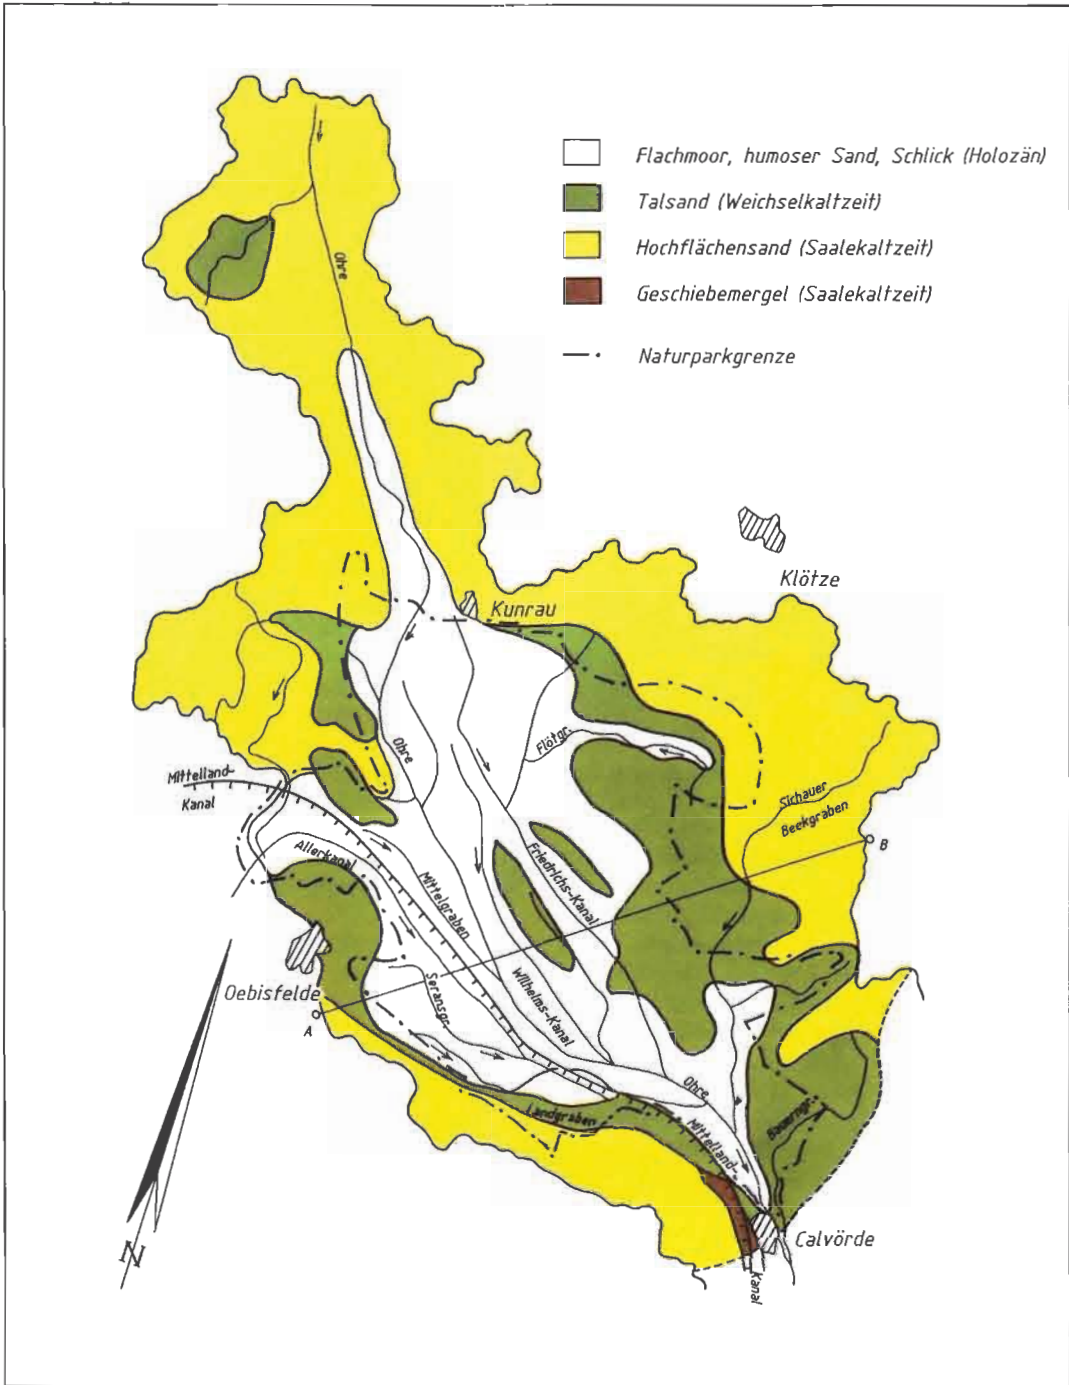 Flachmoor, humoser Sand, Schlick (Holozän)
Talsand (Weichselkaltzeit)
Hochflächensand (Saalekaltzeit)
Geschiebemergel (Saalekaltzeit)
Naturparkgrenze
Ohre
Klötze
Kunrau
Flötgr.
Ohre
Mittelland-
Kanal
Sichauer
Beekgraben
B
Allerkanal
Mittelgraben
Friedrichs-Kanal
Oebisfelde
A
Seransgr.
Wilhelms-Kanal
Ohre
Landgraben
Mittelland-
Bauerngr.
Calvörde
Kanal
N